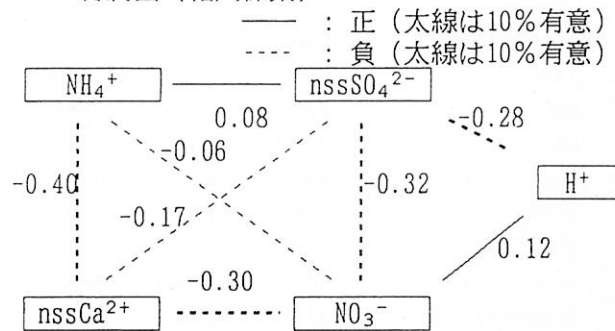 : 正 (太線は10%有意)
: 負 (太線は10%有意)
NH₄⁺
nssSO₄²⁻
0.08
-0.28
-0.06
H⁺
-0.40
-0.32
-0.17
0.12
-0.30
nssCa²⁺
NO₃⁻